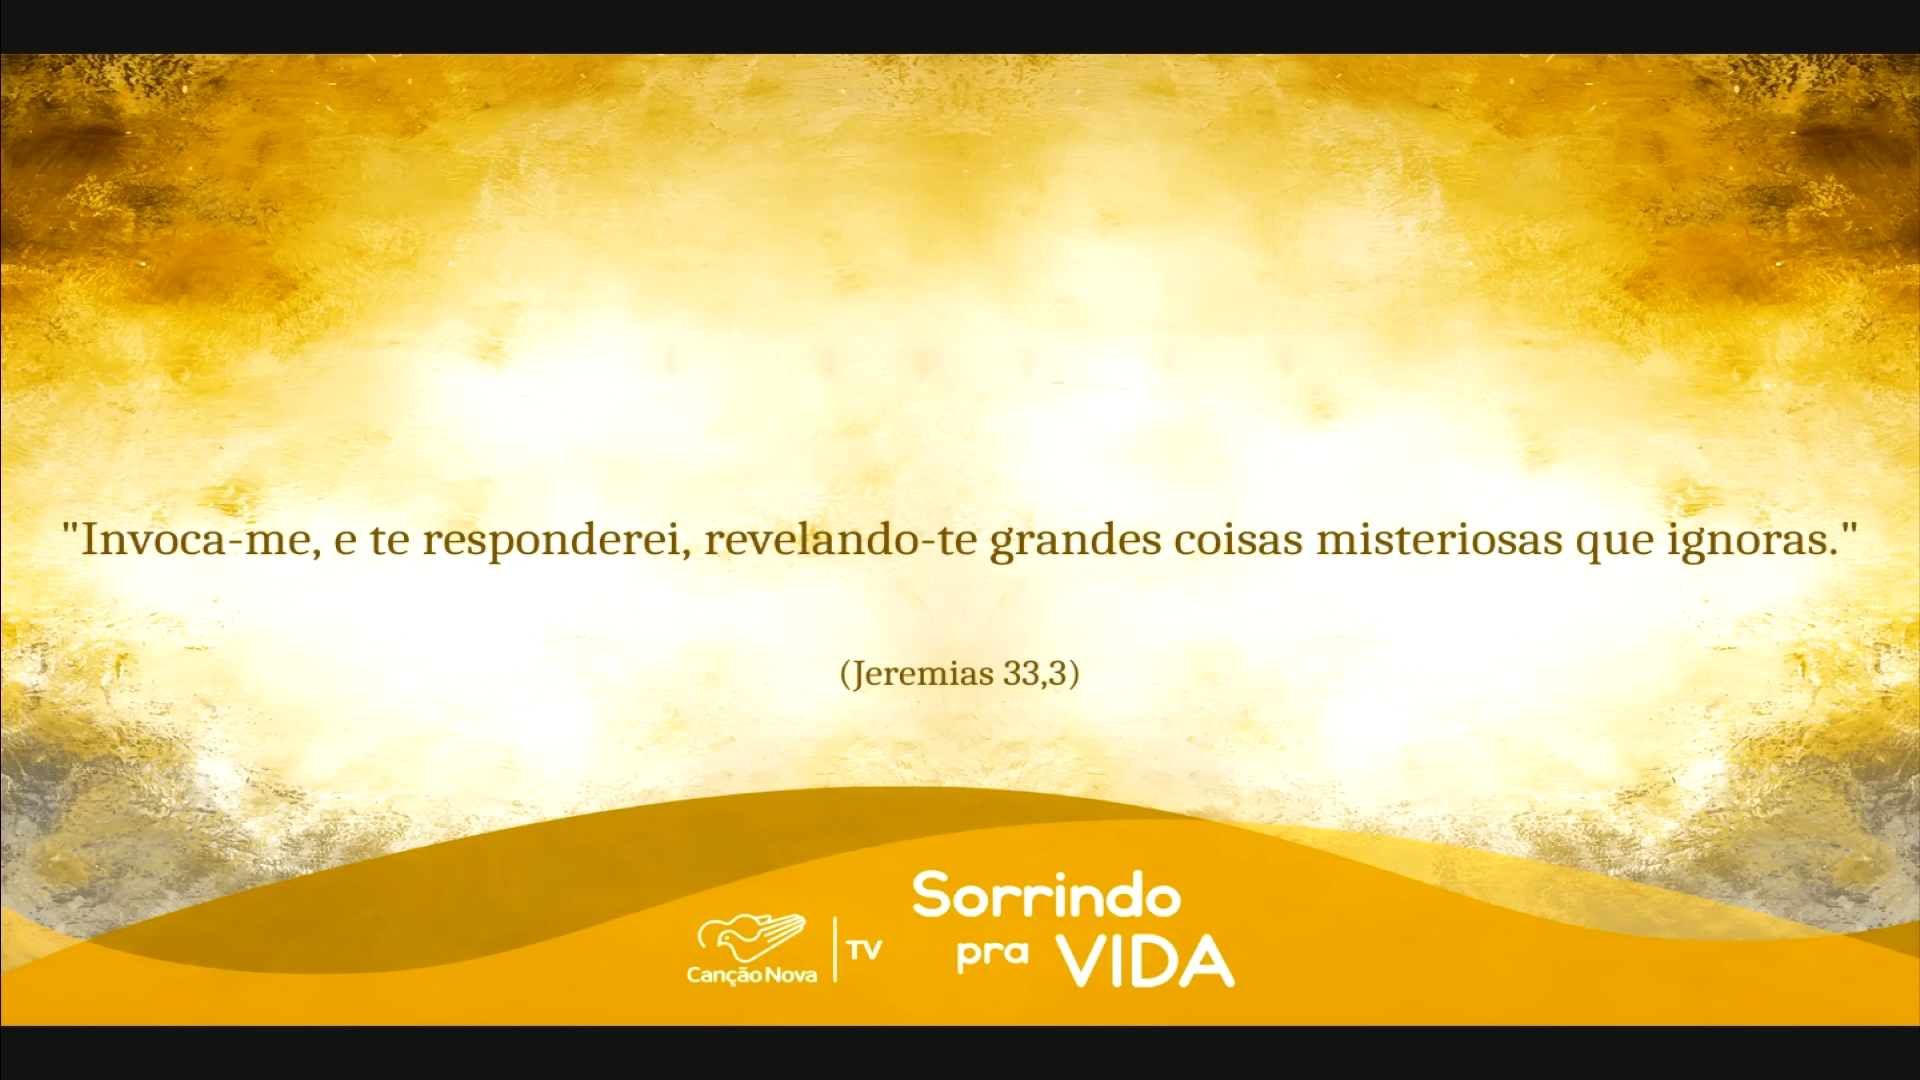 "Invoca-me, e te responderei, revelando-te grandes coisas misteriosas que ignoras."
(Jeremias 33,3)
Sorrindo
pra VIDA
Canção Nova TV